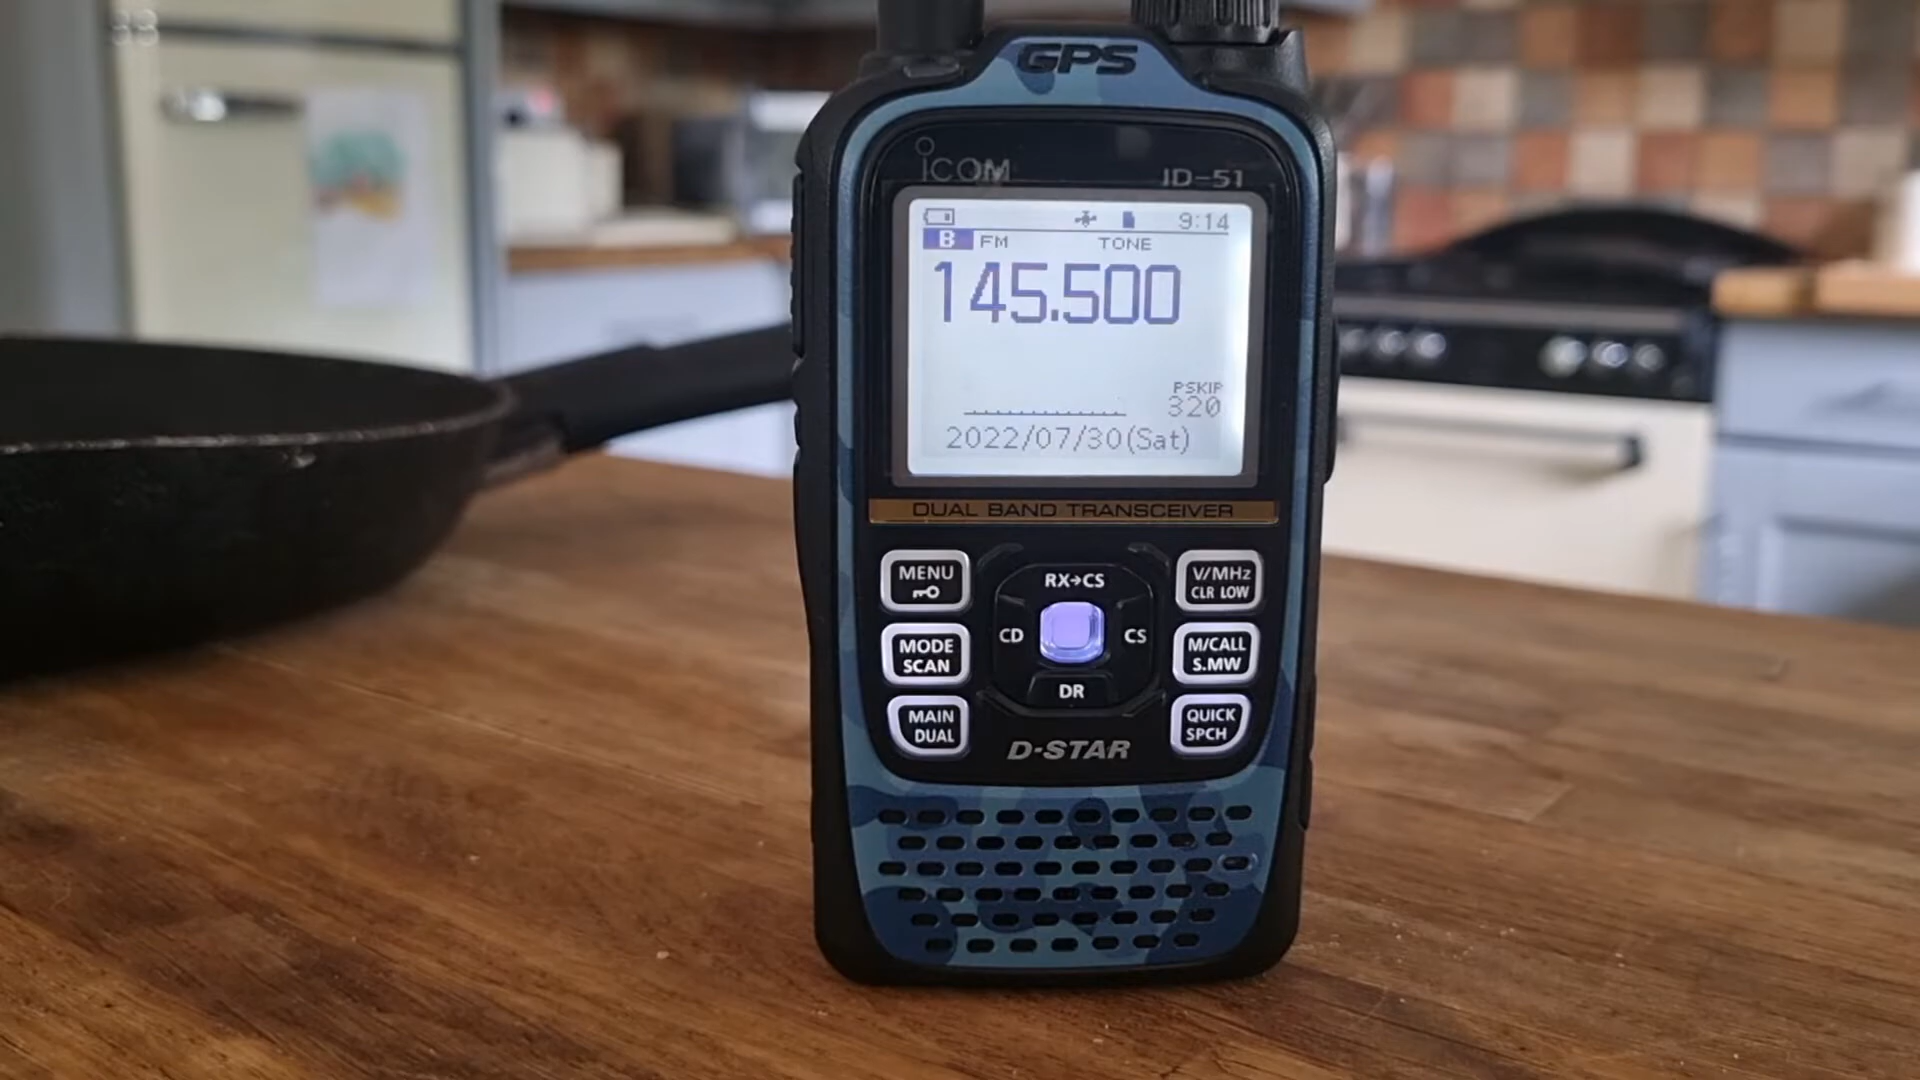 33
GPS
ICOM ID-51
9:14
B FM TONE
145.500
PSKIP
320
2022/07/30(Sat)
DUAL BAND TRANSCEIVER
MENU
RX→CS
V/MHz
CLR LOW
MODE
SCAN
CD
CS
M/CALL
S.MW
DR
MAIN
DUAL
QUICK
SPCH
D-STAR